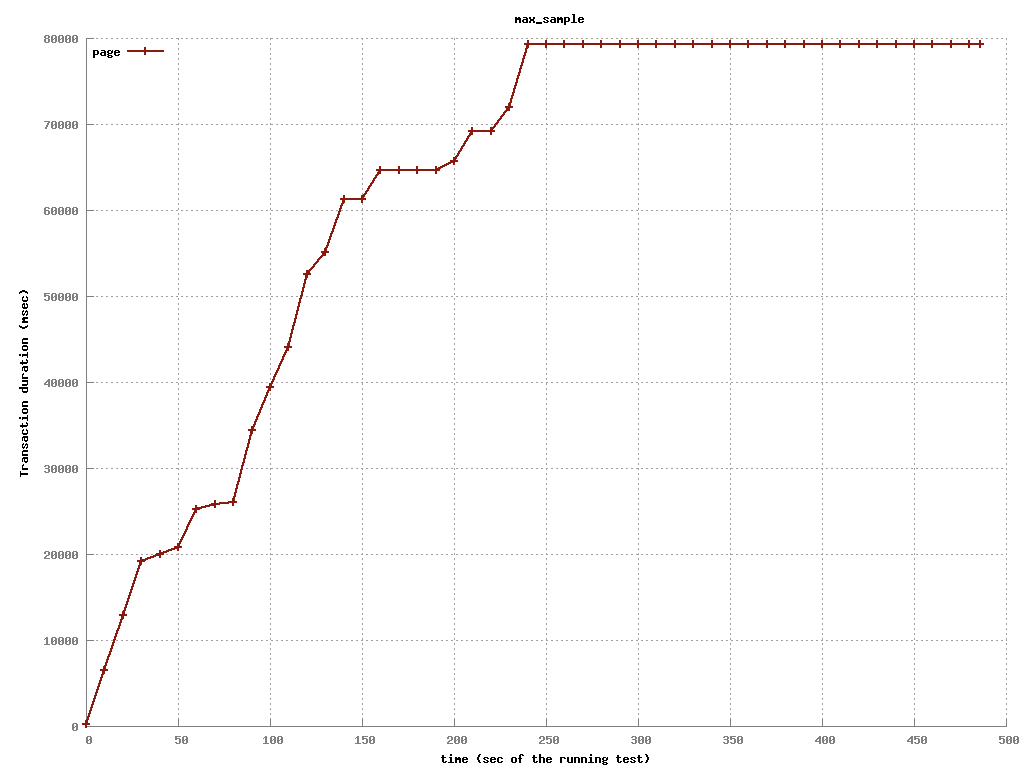 max_sample
page
80000
70000
60000
50000
40000
30000
20000
10000
0
Transaction duration (msec)
0 50 100 150 200 250 300 350 400 450 500
time (sec of the running test)